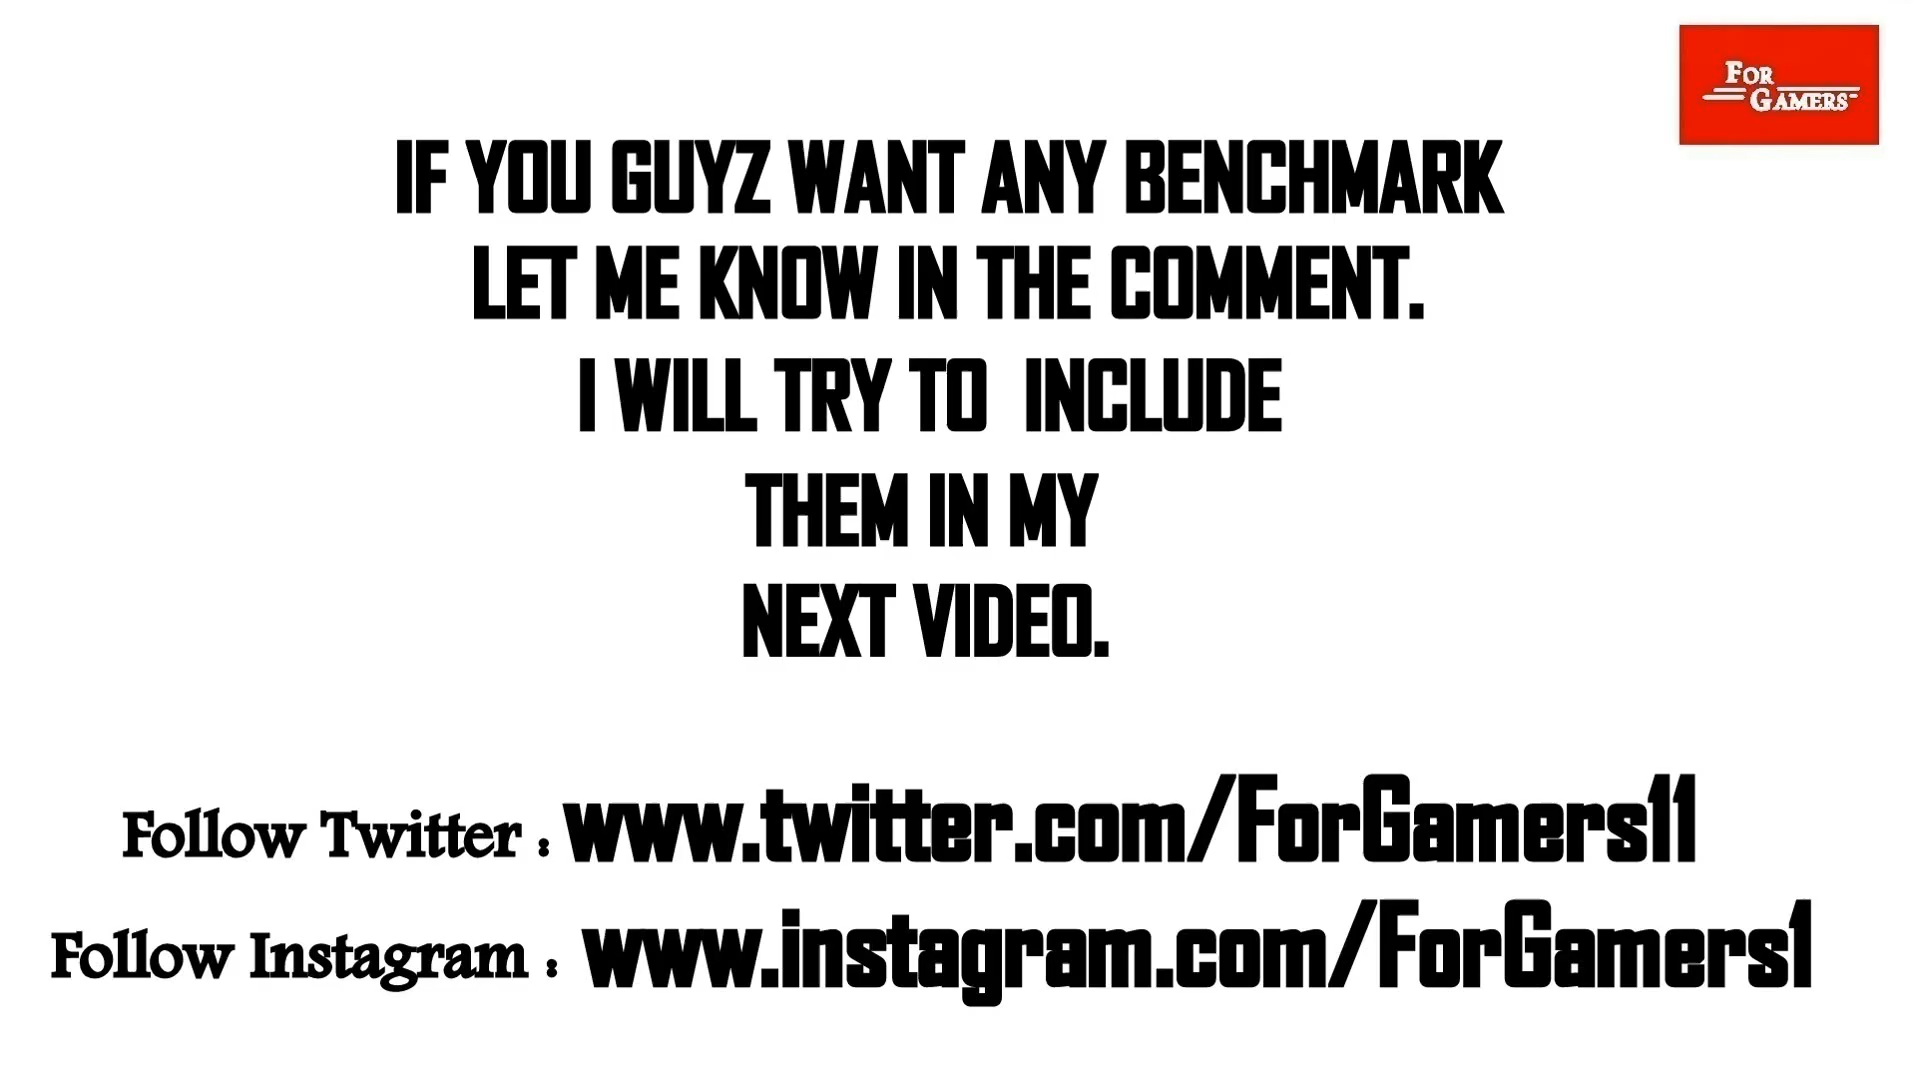 FOR
GAMERS
IF YOU GUYZ WANT ANY BENCHMARK
LET ME KNOW IN THE COMMENT.
I WILL TRY TO INCLUDE
THEM IN MY
NEXT VIDEO.
Follow Twitter : www.twitter.com/ForGamers11
Follow Instagram : www.instagram.com/ForGamers1